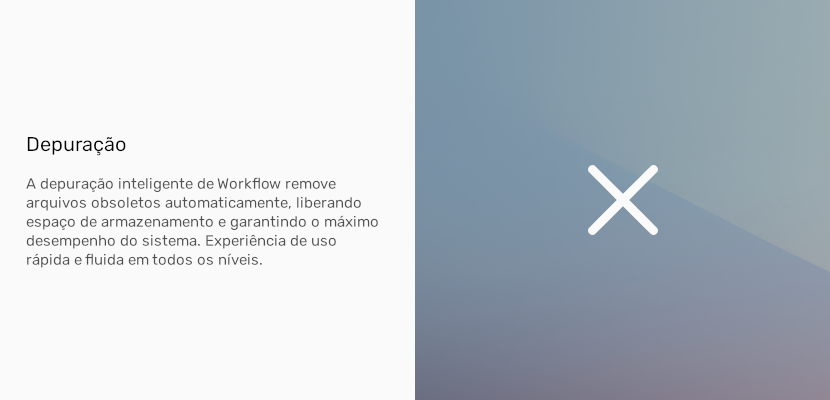 Depuração
A depuração inteligente de Workflow remove
arquivos obsoletos automaticamente, liberando
espaço de armazenamento e garantindo o máximo
desempenho do sistema. Experiência de uso
rápida e fluida em todos os níveis.